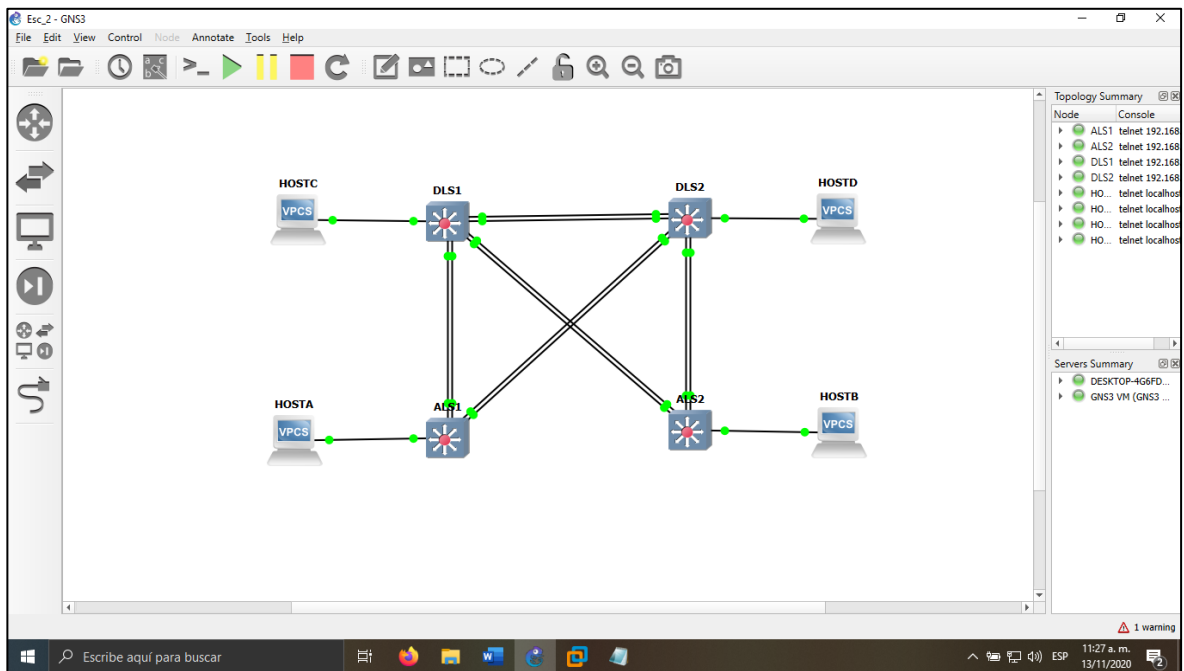 Esc_2 - GNS3
File Edit View Control Node Annotate Tools Help
Topology Summary
Node Console
ALS1 telnet 192.168
ALS2 telnet 192.168
DLS1 telnet 192.168
DLS2 telnet 192.168
HO... telnet localhost
HO... telnet localhost
HO... telnet localhost
HO... telnet localhost
HOSTC
DLS1
DLS2
HOSTD
VPCS
VPCS
Servers Summary
DESKTOP-4G6FD...
GNS3 VM (GNS3 ...
HOSTA
ALS1
ALS2
HOSTB
VPCS
VPCS
1 warning
Escribe aquí para buscar
ESP
11:27 a. m.
13/11/2020
2